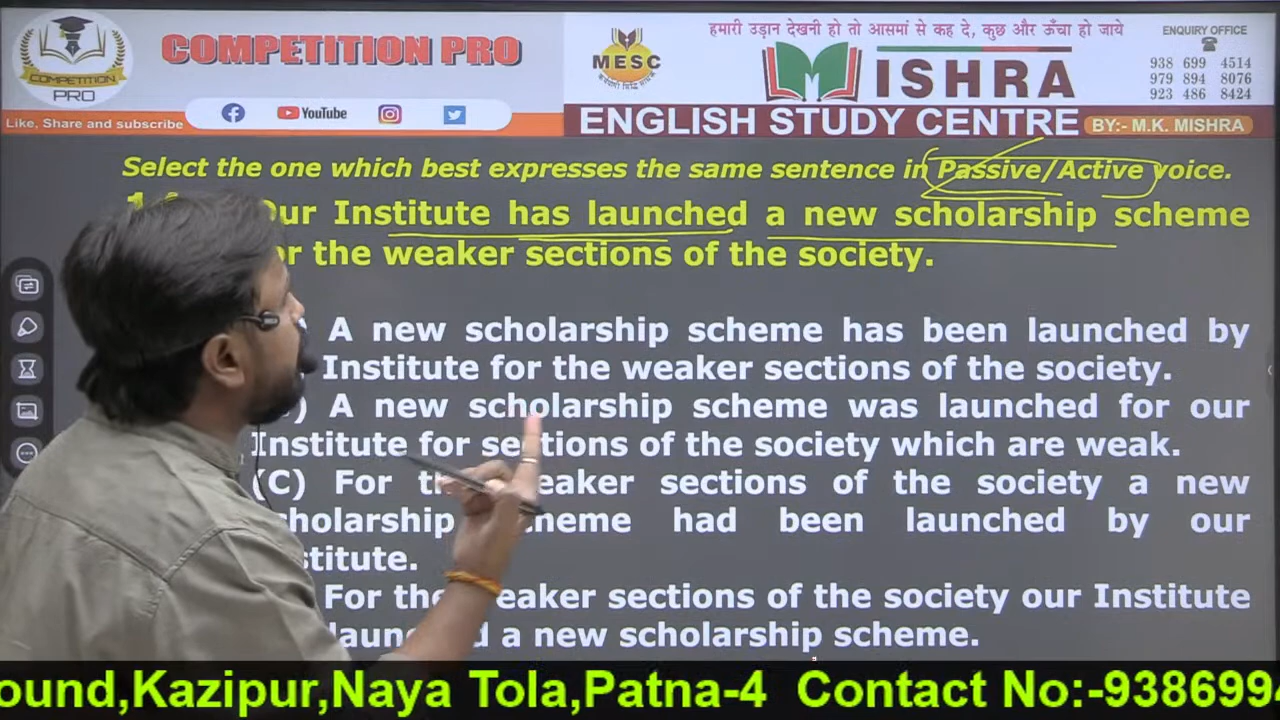 COMPETITION PRO
COMPETITION
PRO
Like, Share and subscribe
YouTube
MESC
हमारी उड़ान देखनी हो तो आसमां से कह दे, कुछ और ऊँचा हो जाये
ISHRA
ENGLISH STUDY CENTRE
BY:- M.K. MISHRA
ENQUIRY OFFICE
938 699 4514
979 894 8076
923 486 8424
Select the one which best expresses the same sentence in Passive/Active voice.
Our Institute has launched a new scholarship scheme
for the weaker sections of the society.
A new scholarship scheme has been launched by
Institute for the weaker sections of the society.
) A new scholarship scheme was launched for our
Institute for sections of the society which are weak.
(C) For the weaker sections of the society a new
scholarship scheme had been launched by our
Institute.
For the weaker sections of the society our Institute
launched a new scholarship scheme.
ound,Kazipur,Naya Tola,Patna-4 Contact No:-938699